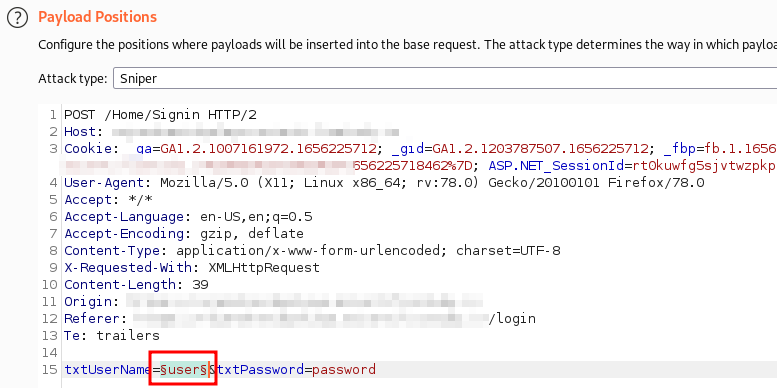 ? Payload Positions
Configure the positions where payloads will be inserted into the base request. The attack type determines the way in which
Attack type: Sniper
1 POST /Home/Signin HTTP/2
2 Host:
3 Cookie: _ga=GA1.2.1007161972.1656225712; _gid=GA1.2.1203787507.1656225712; _fbp=fb.1.1656
656225718462%7D; ASP.NET_SessionId=rt0kuwfg5sjvtwzpkp
4 User-Agent: Mozilla/5.0 (X11; Linux x86_64; rv:78.0) Gecko/20100101 Firefox/78.0
5 Accept: */*
6 Accept-Language: en-US,en;q=0.5
7 Accept-Encoding: gzip, deflate
8 Content-Type: application/x-www-form-urlencoded; charset=UTF-8
9 X-Requested-With: XMLHttpRequest
10 Content-Length: 39
11 Origin:
12 Referer: /login
13 Te: trailers
14
15 txtUserName=§user§&txtPassword=password